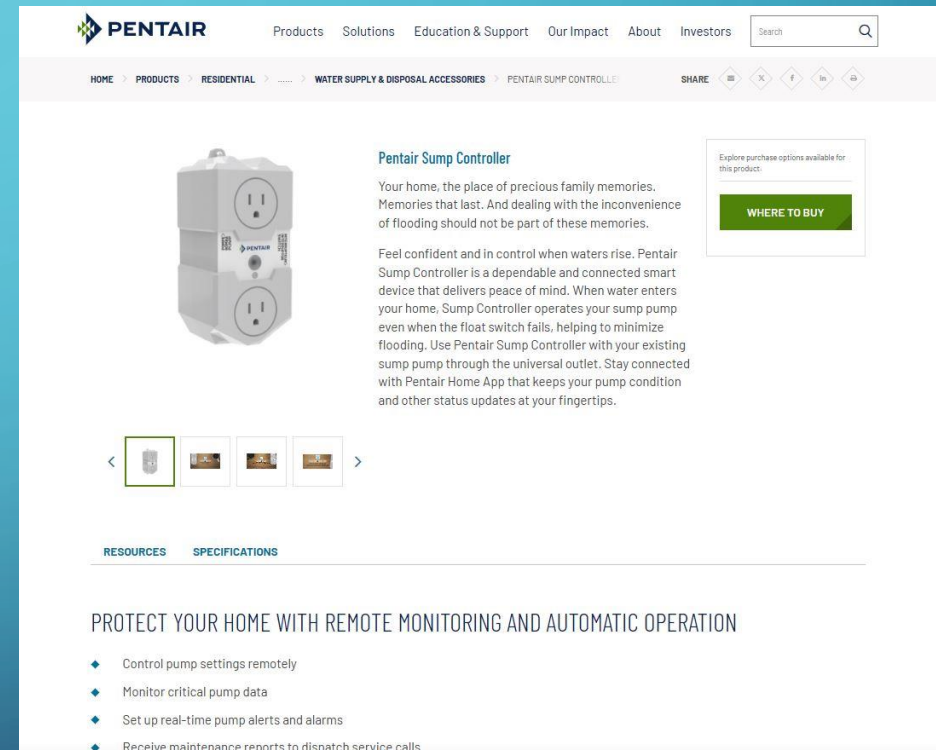 PENTAIR
Products Solutions Education & Support Our Impact About Investors Search
HOME > PRODUCTS > RESIDENTIAL > ...... > WATER SUPPLY & DISPOSAL ACCESSORIES > PENTAIR SUMP CONTROLLE
SHARE
Pentair Sump Controller
Your home, the place of precious family memories.
Memories that last. And dealing with the inconvenience
of flooding should not be part of these memories.
Feel confident and in control when waters rise. Pentair
Sump Controller is a dependable and connected smart
device that delivers peace of mind. When water enters
your home, Sump Controller operates your sump pump
even when the float switch fails, helping to minimize
flooding. Use Pentair Sump Controller with your existing
sump pump through the universal outlet. Stay connected
with Pentair Home App that keeps your pump condition
and other status updates at your fingertips.
Explore purchase options available for
this product.
WHERE TO BUY
PENTAIR
RESOURCES SPECIFICATIONS
PROTECT YOUR HOME WITH REMOTE MONITORING AND AUTOMATIC OPERATION
Control pump settings remotely
Monitor critical pump data
Set up real-time pump alerts and alarms
Receive maintenance reports to dispatch service calls